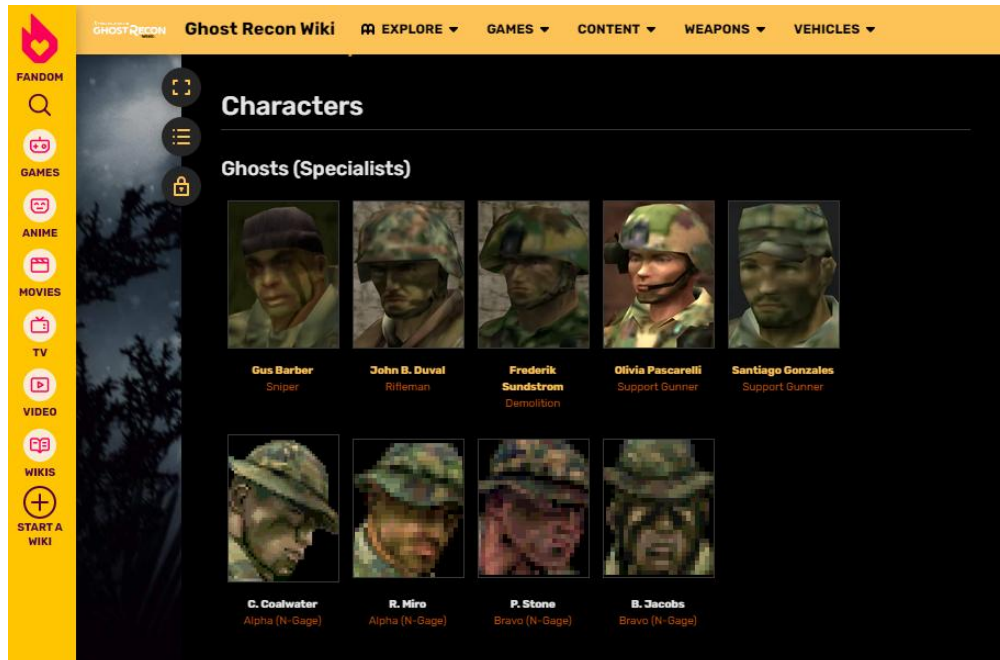 GHOST RECON
WIKI
Ghost Recon Wiki
EXPLORE
GAMES
CONTENT
WEAPONS
VEHICLES
FANDOM
GAMES
ANIME
MOVIES
TV
VIDEO
WIKIS
START A
WIKI
Characters
Ghosts (Specialists)
Gus Barber
Sniper
John B. Duval
Rifleman
Frederik
Sundstrom
Demolition
Olivia Pascarelli
Support Gunner
Santiago Gonzales
Support Gunner
C. Coalwater
Alpha (N-Gage)
R. Miro
Alpha (N-Gage)
P. Stone
Bravo (N-Gage)
B. Jacobs
Bravo (N-Gage)